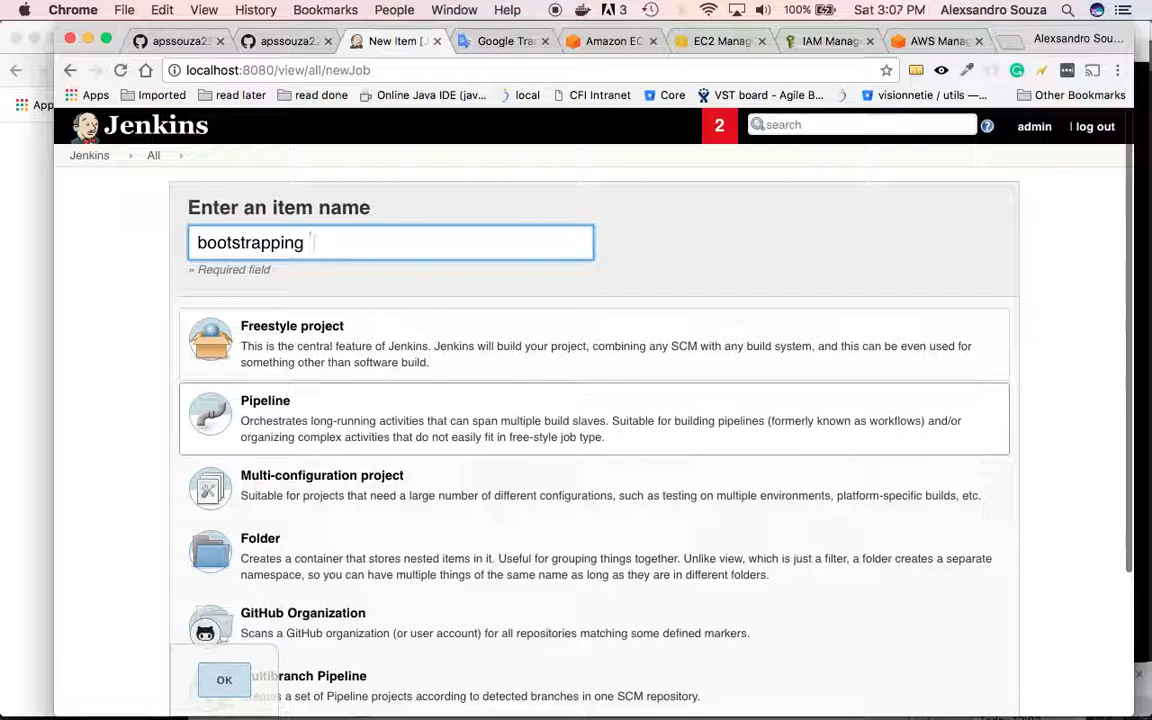 Chrome File Edit View History Bookmarks People Window Help 3 100% Sat 3:07 PM Alexsandro Souza
apssouza2 apssouza2 New Item [J Google Tra Amazon EC EC2 Manag IAM Manag AWS Manag Alexsandro Sou...
localhost:8080/view/all/newJob
Apps Imported read later read done Online Java IDE (jav... local CFI Intranet Core VST board - Agile B... visionnetie / utils —... Other Bookmarks
Jenkins 2 search admin | log out
Jenkins All
Enter an item name
bootstrapping
» Required field
Freestyle project
This is the central feature of Jenkins. Jenkins will build your project, combining any SCM with any build system, and this can be even used for
something other than software build.
Pipeline
Orchestrates long-running activities that can span multiple build slaves. Suitable for building pipelines (formerly known as workflows) and/or
organizing complex activities that do not easily fit in free-style job type.
Multi-configuration project
Suitable for projects that need a large number of different configurations, such as testing on multiple environments, platform-specific builds, etc.
Folder
Creates a container that stores nested items in it. Useful for grouping things together. Unlike view, which is just a filter, a folder creates a separate
namespace, so you can have multiple things of the same name as long as they are in different folders.
GitHub Organization
Scans a GitHub organization (or user account) for all repositories matching some defined markers.
OK
ultibranch Pipeline
a set of Pipeline projects according to detected branches in one SCM repository.